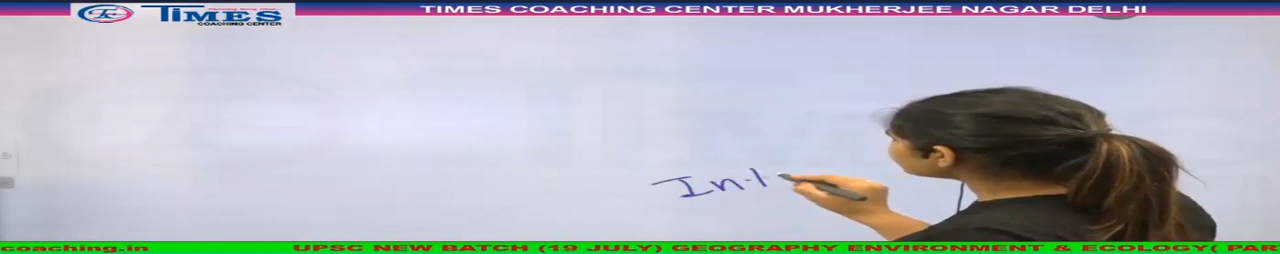 TIMES
COACHING CENTER
TIMES COACHING CENTER MUKHERJEE NAGAR DELHI
coaching.in UPSC NEW BATCH (19 JULY) GEOGRAPHY ENVIRONMENT & ECOLOGY( PAR